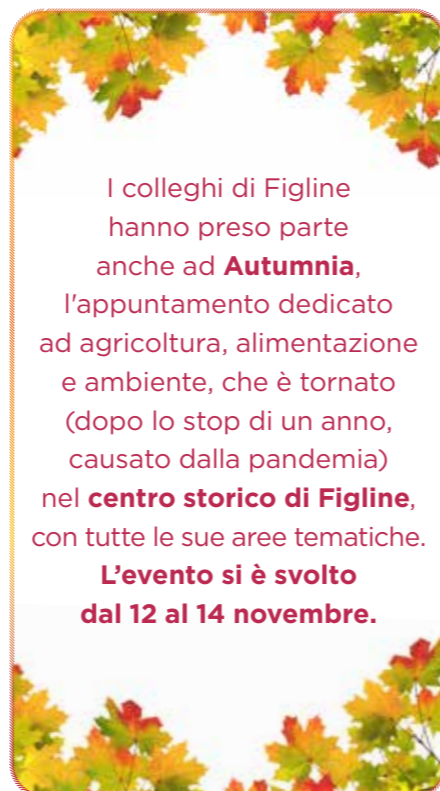 I colleghi di Figline
hanno preso parte
anche ad Autumnia,
l'appuntamento dedicato
ad agricoltura, alimentazione
e ambiente, che è tornato
(dopo lo stop di un anno,
causato dalla pandemia)
nel centro storico di Figline,
con tutte le sue aree tematiche.
L’evento si è svolto
dal 12 al 14 novembre.